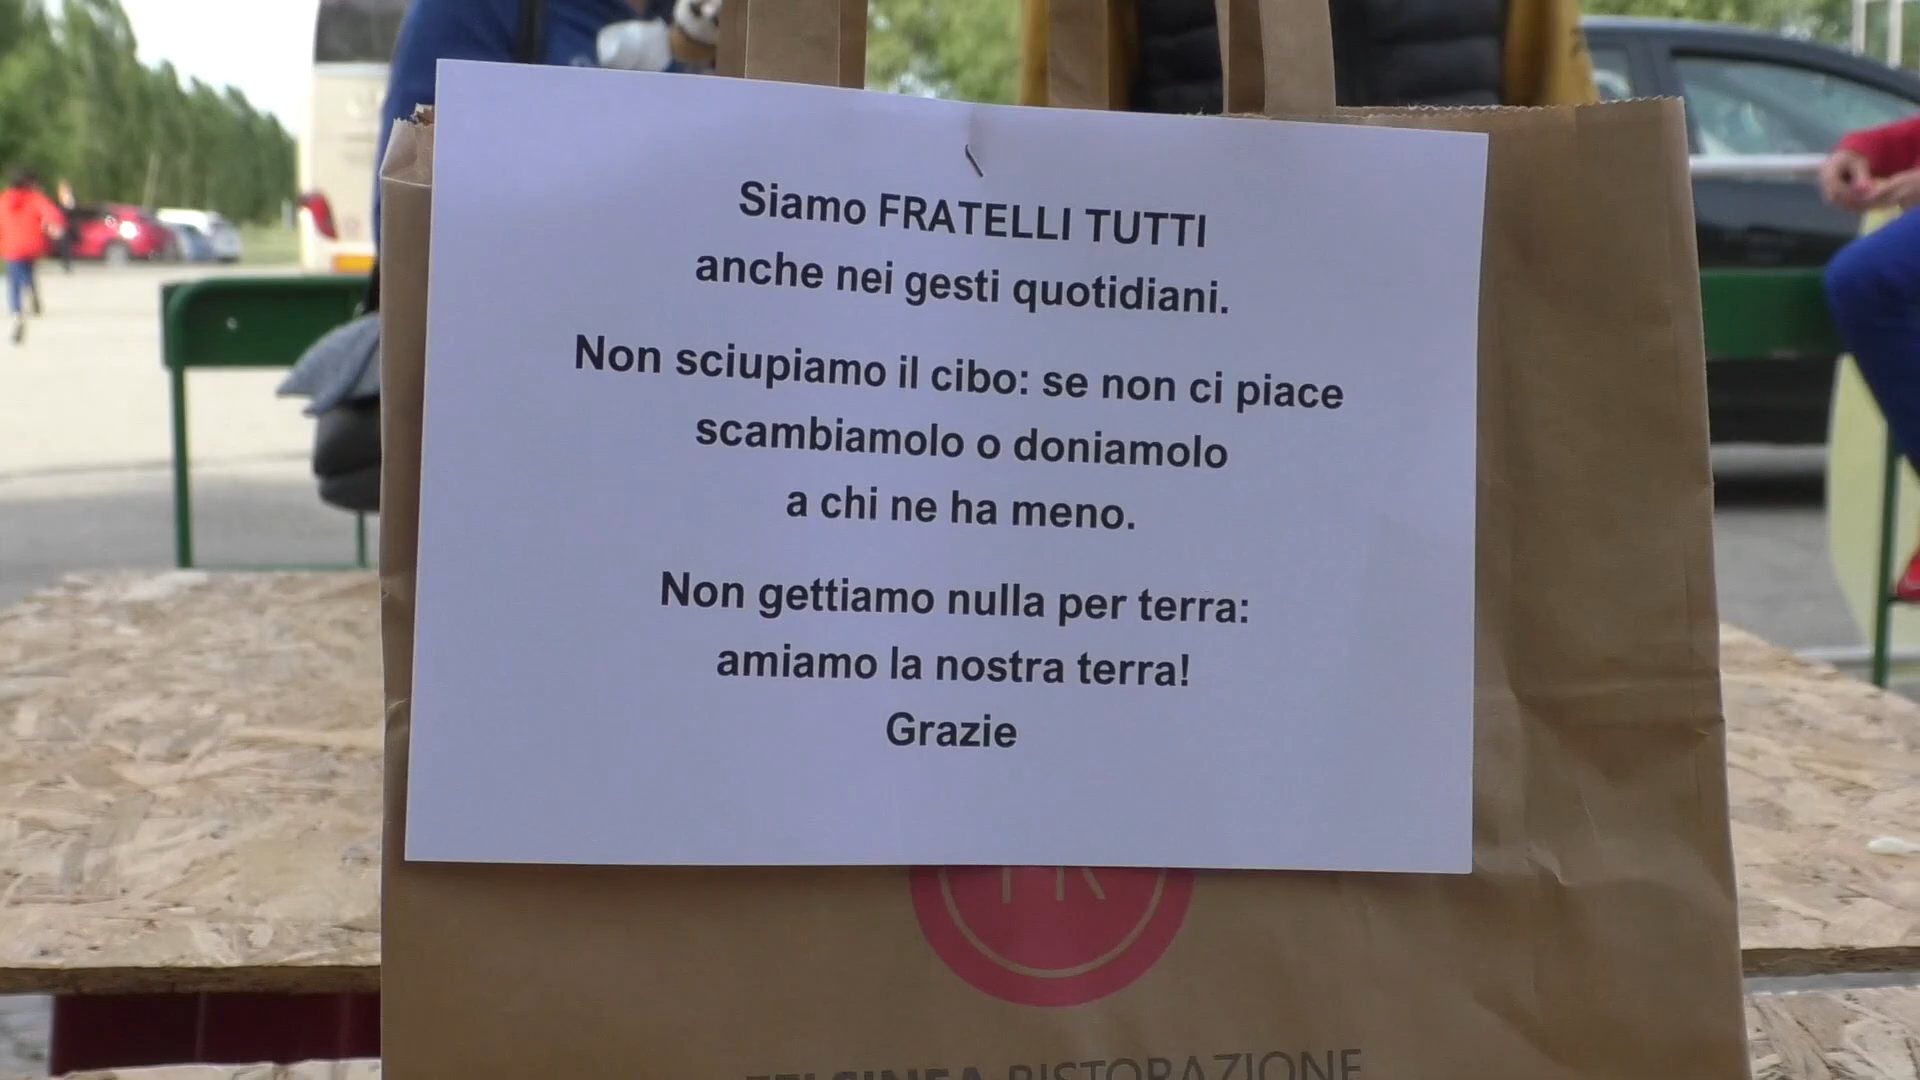 Siamo FRATELLI TUTTI
anche nei gesti quotidiani.
Non sciupiamo il cibo: se non ci piace
scambiamolo o doniamolo
a chi ne ha meno.
Non gettiamo nulla per terra:
amiamo la nostra terra!
Grazie
RISTORAZIONE